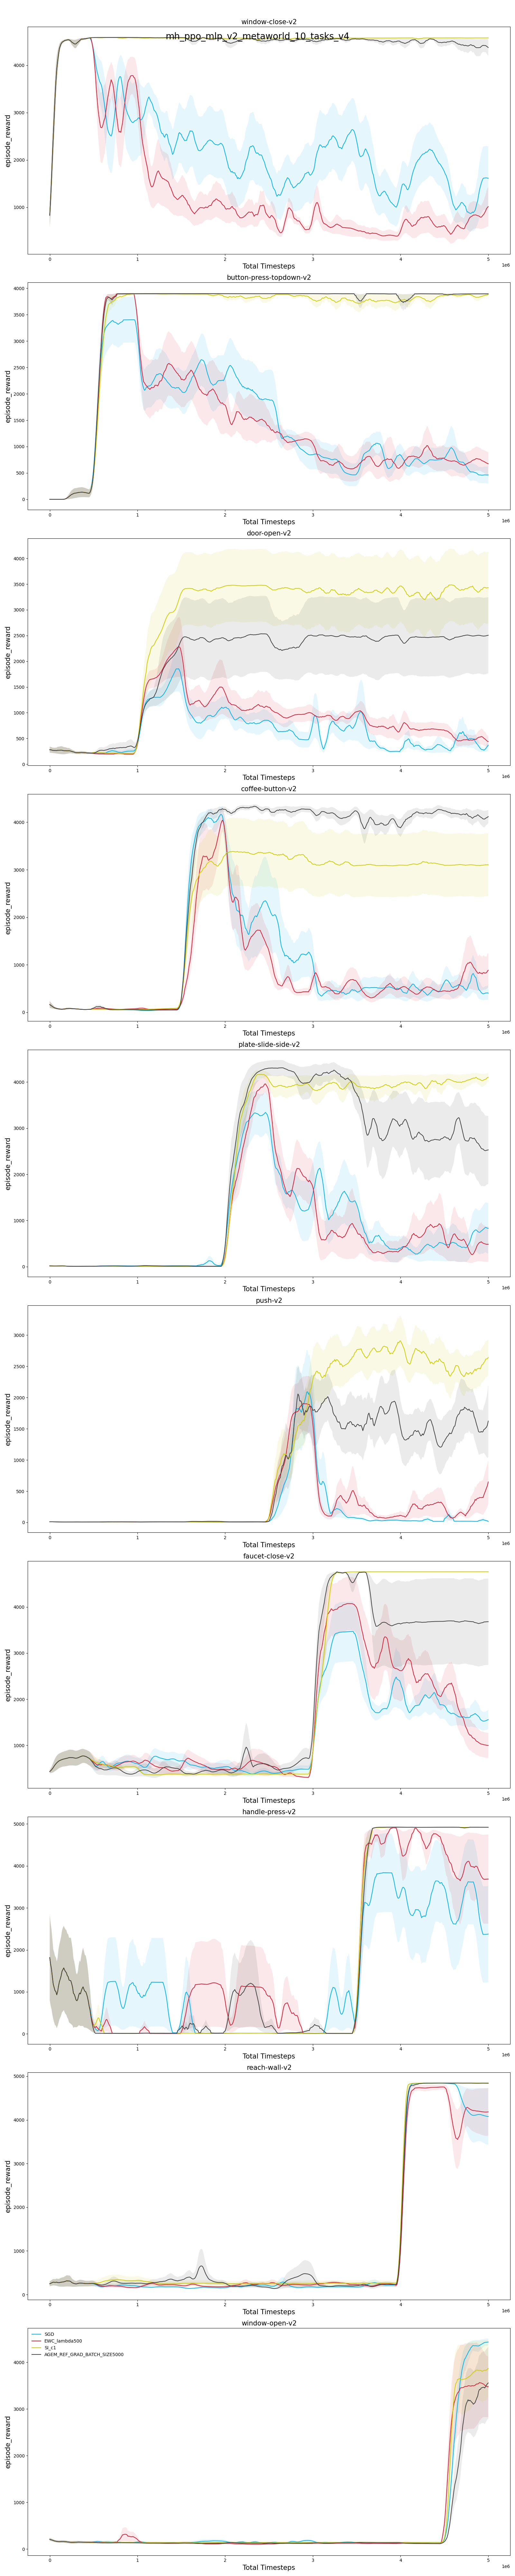 window-close-v2
mh_ppo_mlp_v2_metaworld_10_tasks_v4
episode_reward
4000
3000
2000
1000
0 1 2 3 4 5
1e6
Total Timesteps
button-press-topdown-v2
episode_reward
4000
3500
3000
2500
2000
1500
1000
500
0
0 1 2 3 4 5
1e6
Total Timesteps
door-open-v2
episode_reward
4000
3500
3000
2500
2000
1500
1000
500
0
0 1 2 3 4 5
1e6
Total Timesteps
coffee-button-v2
episode_reward
4000
3000
2000
1000
0
0 1 2 3 4 5
1e6
Total Timesteps
plate-slide-side-v2
episode_reward
4000
3000
2000
1000
0
0 1 2 3 4 5
1e6
Total Timesteps
push-v2
episode_reward
3000
2500
2000
1500
1000
500
0
0 1 2 3 4 5
1e6
Total Timesteps
faucet-close-v2
episode_reward
4000
3000
2000
1000
0 1 2 3 4 5
1e6
Total Timesteps
handle-press-v2
episode_reward
5000
4000
3000
2000
1000
0
0 1 2 3 4 5
1e6
Total Timesteps
reach-wall-v2
episode_reward
5000
4000
3000
2000
1000
0
0 1 2 3 4 5
1e6
Total Timesteps
window-open-v2
SGD
EWC_lambda500
SI_c1
AGEM_REF_GRAD_BATCH_SIZE5000
episode_reward
4000
3000
2000
1000
0
0 1 2 3 4 5
1e6
Total Timesteps